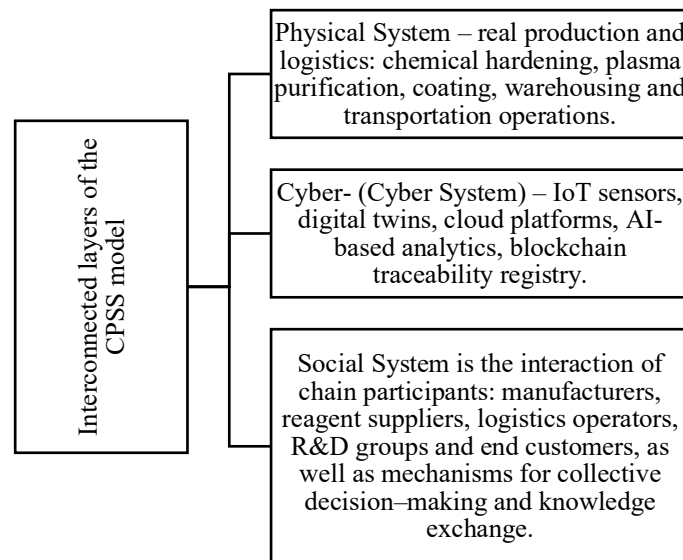 Interconnected layers of the
CPSS model
Physical System – real production and
logistics: chemical hardening, plasma
purification, coating, warehousing and
transportation operations.
Cyber- (Cyber System) – IoT sensors,
digital twins, cloud platforms, AI-
based analytics, blockchain
traceability registry.
Social System is the interaction of
chain participants: manufacturers,
reagent suppliers, logistics operators,
R&D groups and end customers, as
well as mechanisms for collective
decision–making and knowledge
exchange.